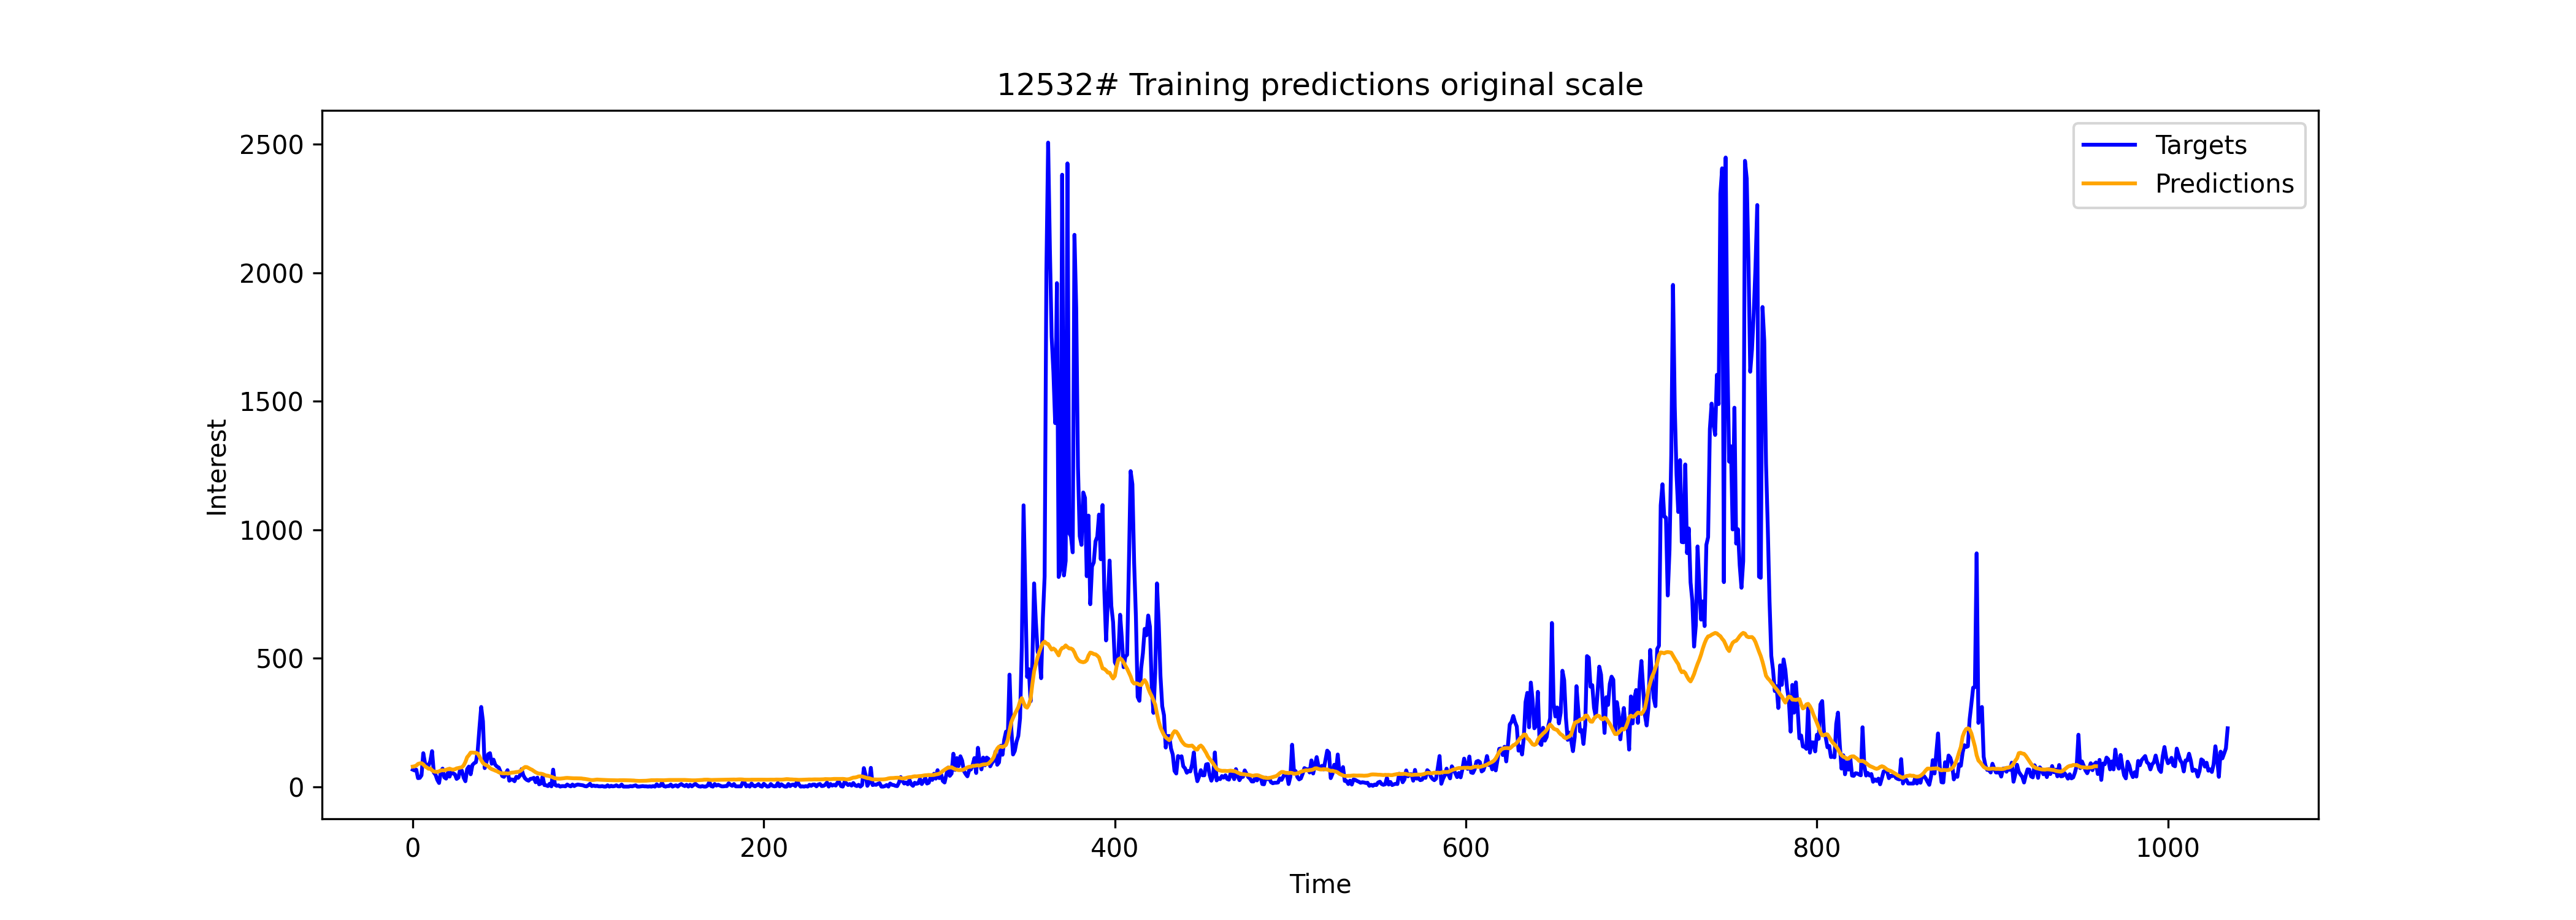 12532# Training predictions original scale
Targets
Predictions
2500
2000
1500
1000
500
0
Interest
0 200 400 600 800 1000
Time